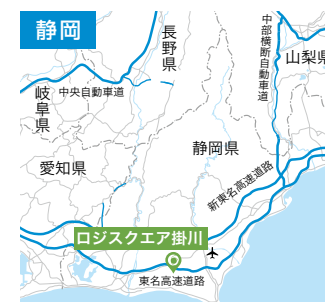 静岡
長野県
中部横断自動車道
山梨県
岐阜県
中央自動車道
愛知県
静岡県
新東名高速道路
ロジスクエア掛川
東名高速道路